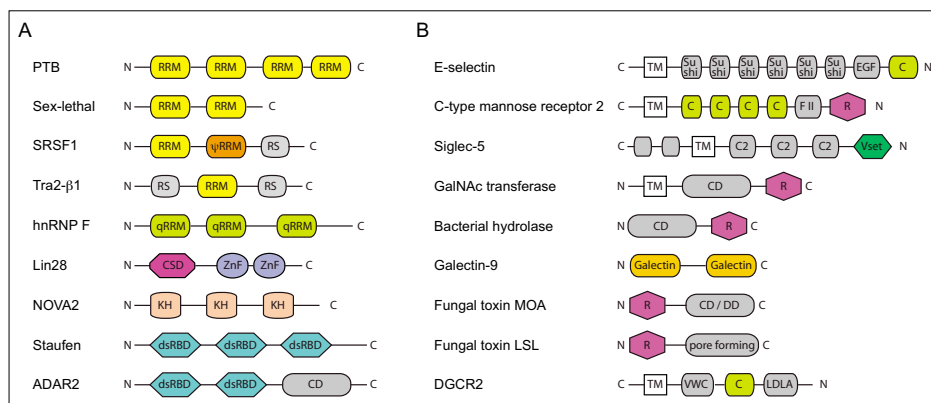 A
PTB N RRM RRM RRM RRM C
Sex-lethal N RRM RRM C
SRSF1 N RRM ψRRM RS C
Tra2-β1 N RS RRM RS C
hnRNP F N qRRM qRRM qRRM C
Lin28 N CSD ZnF ZnF C
NOVA2 N KH KH KH C
Staufen N dsRBD dsRBD dsRBD C
ADAR2 N dsRBD dsRBD CD C
B
E-selectin C TM Su shi Su shi Su shi Su shi Su shi Su shi EGF C N
C-type mannose receptor 2 C TM C C C C F II R N
Siglec-5 C TM C2 C2 C2 Vset N
GalNAc transferase N TM CD R C
Bacterial hydrolase N CD R C
Galectin-9 N Galectin Galectin C
Fungal toxin MOA N R CD / DD C
Fungal toxin LSL N R pore forming C
DGCR2 C TM VWC C LDLA N